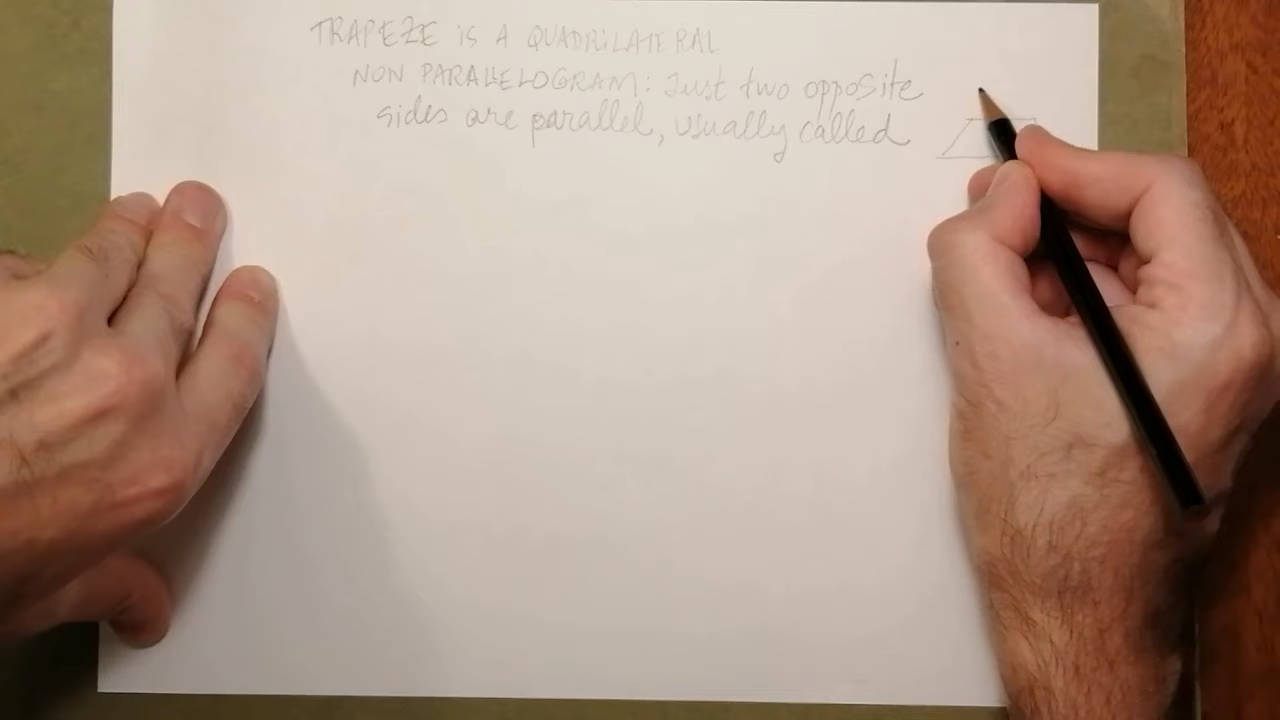 TRAPEZE is A QUADRiLATERAL
NON PARALLELOGRAM: Just two opposite
sides are parallel, usually called